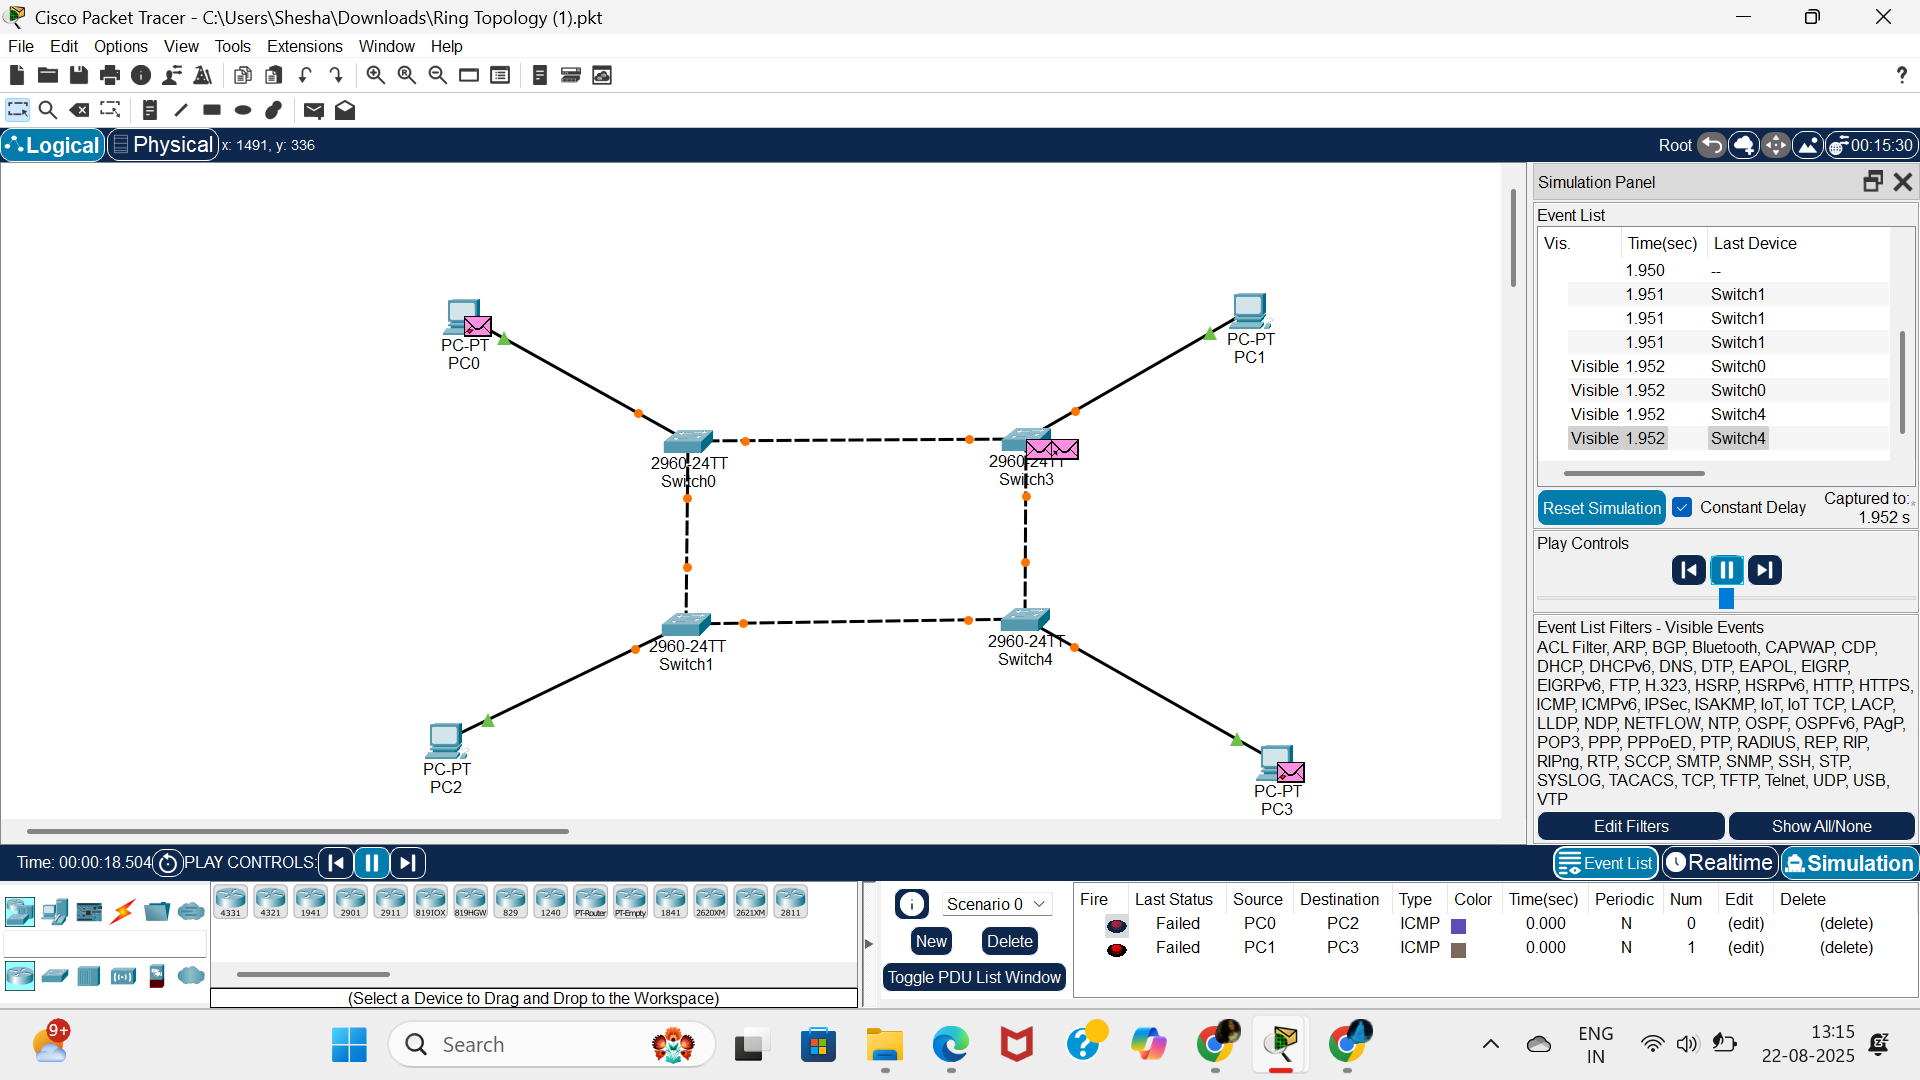 Cisco Packet Tracer - C:\Users\Shesha\Downloads\Ring Topology (1).pkt
File Edit Options View Tools Extensions Window Help
?
Logical Physical x: 1491, y: 336 Root 00:15:30
PC-PT
PC0
PC-PT
PC1
2960-24TT
Switch0
2960-24TT
Switch3
2960-24TT
Switch1
2960-24TT
Switch4
PC-PT
PC2
PC-PT
PC3
Simulation Panel
Event List
Vis. Time(sec) Last Device
1.950 --
1.951 Switch1
1.951 Switch1
1.951 Switch1
Visible 1.952 Switch0
Visible 1.952 Switch0
Visible 1.952 Switch4
Visible 1.952 Switch4
Reset Simulation Constant Delay Captured to:
1.952 s
Play Controls
Event List Filters - Visible Events
ACL Filter, ARP, BGP, Bluetooth, CAPWAP, CDP,
DHCP, DHCPv6, DNS, DTP, EAPOL, EIGRP,
EIGRPv6, FTP, H.323, HSRP, HSRPv6, HTTP, HTTPS,
ICMP, ICMPv6, IPSec, ISAKMP, IoT, IoT TCP, LACP,
LLDP, NDP, NETFLOW, NTP, OSPF, OSPFv6, PAgP,
POP3, PPP, PPPoED, PTP, RADIUS, REP, RIP,
RIPng, RTP, SCCP, SMTP, SNMP, SSH, STP,
SYSLOG, TACACS, TCP, TFTP, Telnet, UDP, USB,
VTP
Edit Filters Show All/None
Time: 00:00:18.504 PLAY CONTROLS: Event List Realtime Simulation
4331 4321 1941 2901 2911 819IOX 819HGW 829 1240 PT-Router PT-Empty 1841 2620XM 2621XM 2811
(Select a Device to Drag and Drop to the Workspace)
Scenario 0
New Delete
Toggle PDU List Window
Fire Last Status Source Destination Type Color Time(sec) Periodic Num Edit Delete
Failed PC0 PC2 ICMP 0.000 N 0 (edit) (delete)
Failed PC1 PC3 ICMP 0.000 N 1 (edit) (delete)
9+
Search
ENG
IN
13:15
22-08-2025